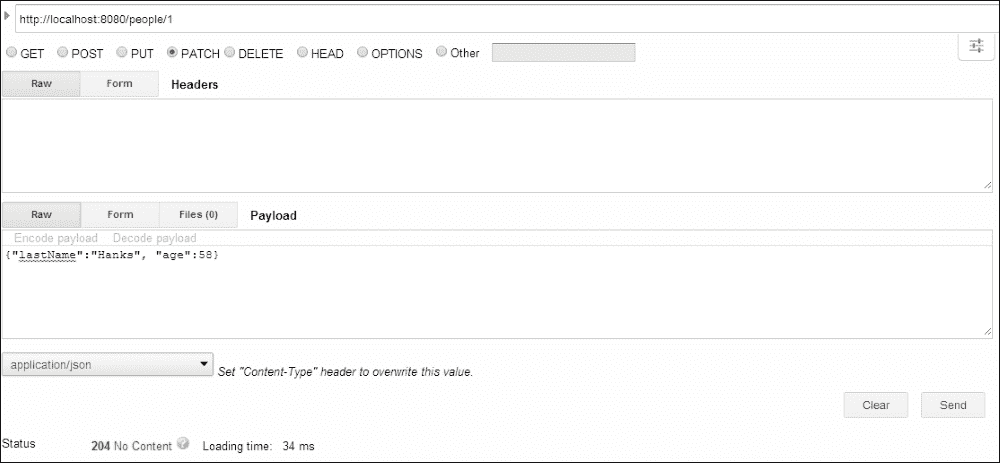 http://localhost:8080/people/1
GET POST PUT PATCH DELETE HEAD OPTIONS Other
Raw Form Headers
Raw Form Files (0) Payload
Encode payload Decode payload
{"lastName":"Hanks", "age":58}
application/json Set "Content-Type" header to overwrite this value.
Clear Send
Status 204 No Content ? Loading time: 34 ms